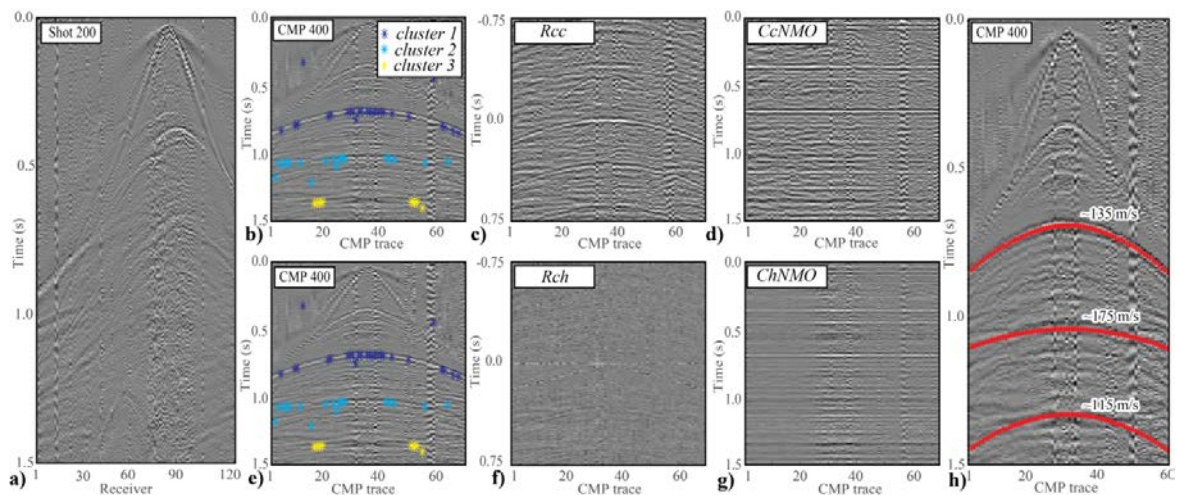 Shot 200
0.0
0.5
1.0
1.5
Time (s)
1 30 60 90 120
Receiver
a)
CMP 400
cluster 1
cluster 2
cluster 3
0.0
0.5
1.0
1.5
Time (s)
1 20 40 60
CMP trace
b)
Rcc
-0.75
0.0
0.75
Time (s)
1 20 40 60
CMP trace
c)
CcNMO
0.0
0.5
1.0
1.5
Time (s)
1 20 40 60
CMP trace
d)
CMP 400
0.0
0.5
1.0
1.5
Time (s)
1 20 40 60
CMP trace
e)
Rch
-0.75
0.0
0.75
Time (s)
1 20 40 60
CMP trace
f)
ChNMO
0.0
0.5
1.0
1.5
Time (s)
1 20 40 60
CMP trace
g)
CMP 400
0.0
0.5
1.0
1.5
Time (s)
~135 m/s
~175 m/s
~115 m/s
1 20 40 60
CMP trace
h)